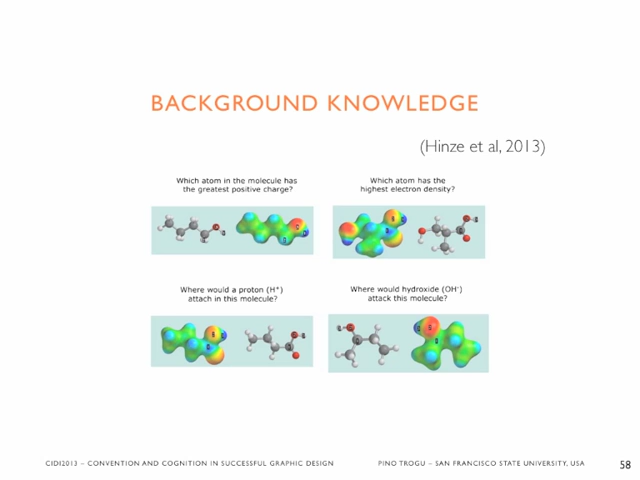 BACKGROUND KNOWLEDGE
(Hinze et al, 2013)
Which atom in the molecule has
the greatest positive charge?
Which atom has the
highest electron density?
Where would a proton (H⁺)
attach in this molecule?
Where would hydroxide (OH⁻)
attack this molecule?
CIDI2013 – CONVENTION AND COGNITION IN SUCCESSFUL GRAPHIC DESIGN
PINO TROGU – SAN FRANCISCO STATE UNIVERSITY, USA
58